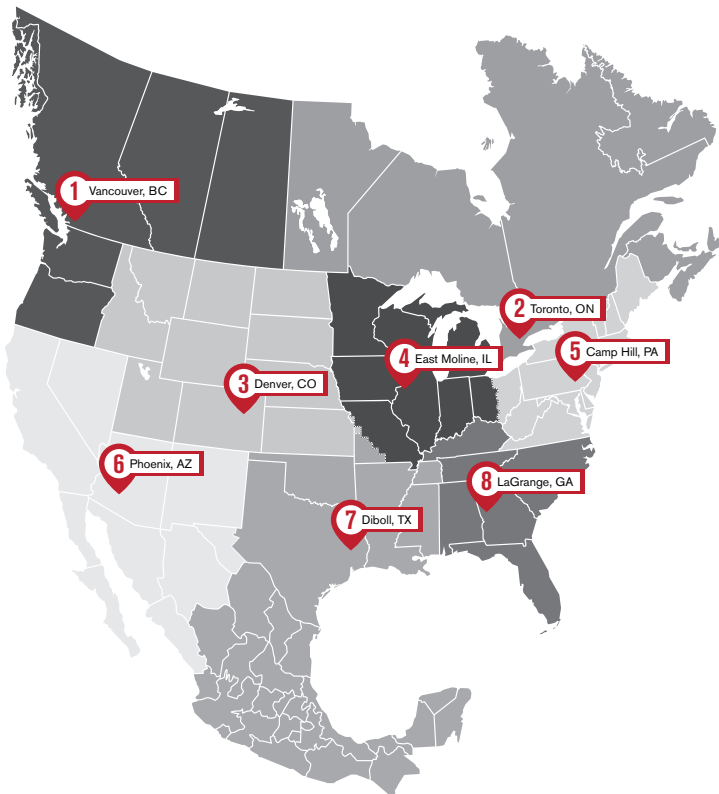 1 Vancouver, BC
2 Toronto, ON
5 Camp Hill, PA
4 East Moline, IL
3 Denver, CO
6 Phoenix, AZ
8 LaGrange, GA
7 Diboll, TX